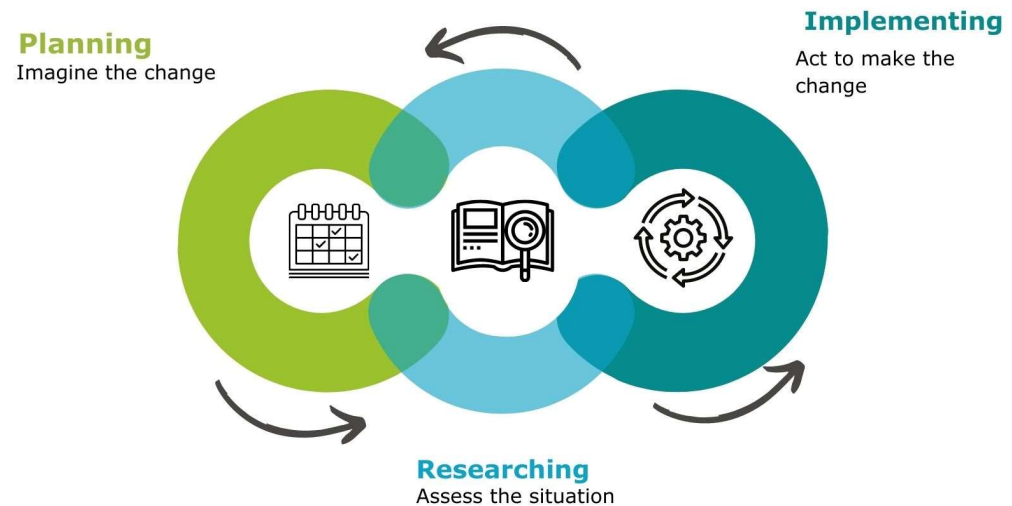 Planning
Imagine the change
Implementing
Act to make the
change
Researching
Assess the situation